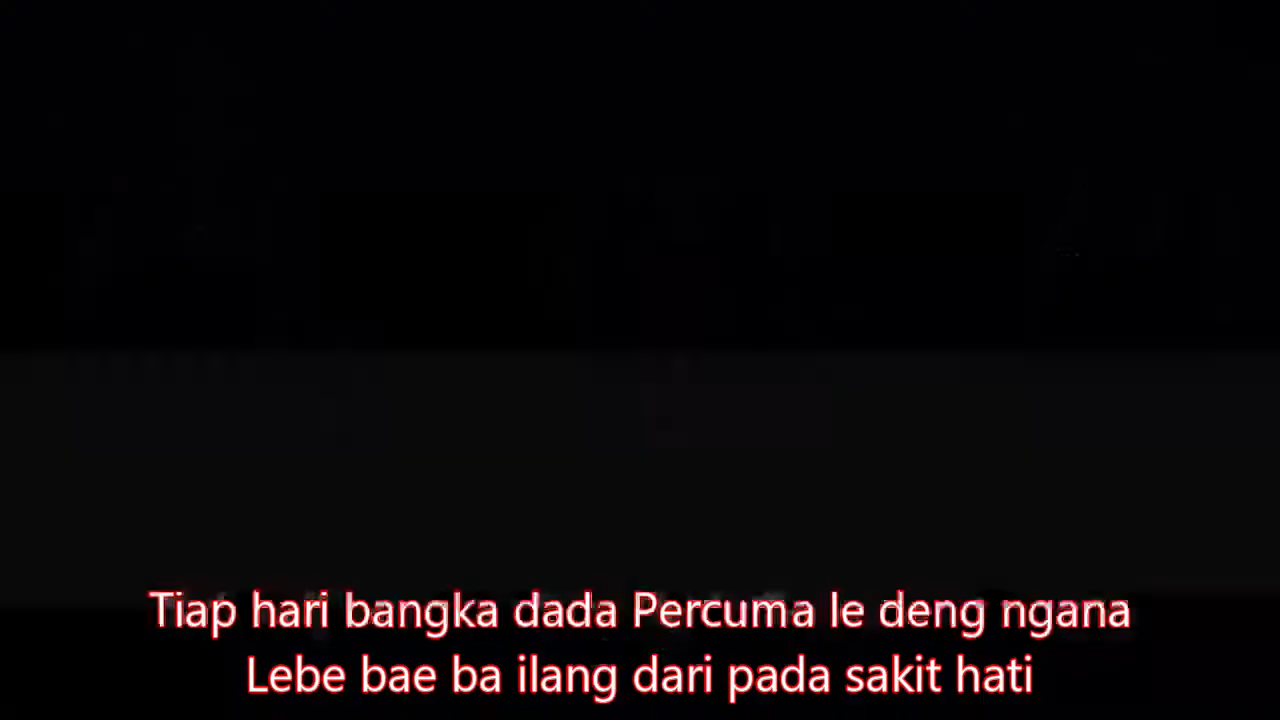 Tiap hari bangka dada Percuma le deng ngana
Lebe bae ba ilang dari pada sakit hati